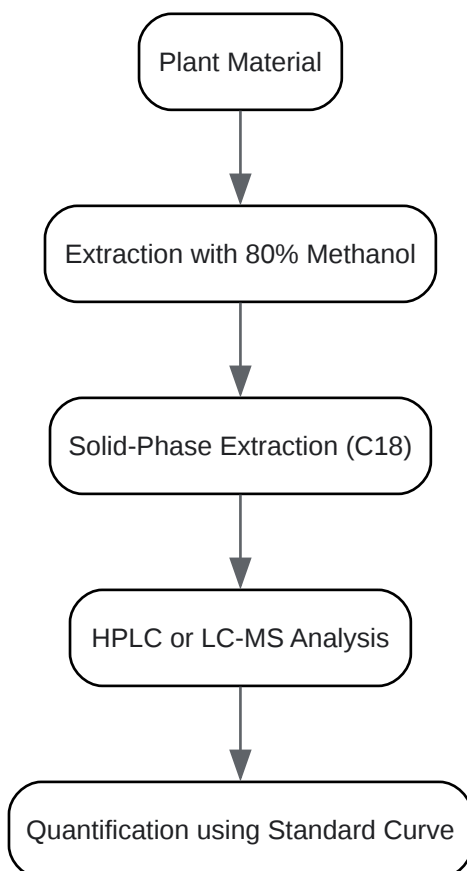 Plant Material
Extraction with 80% Methanol
Solid-Phase Extraction (C18)
HPLC or LC-MS Analysis
Quantification using Standard Curve